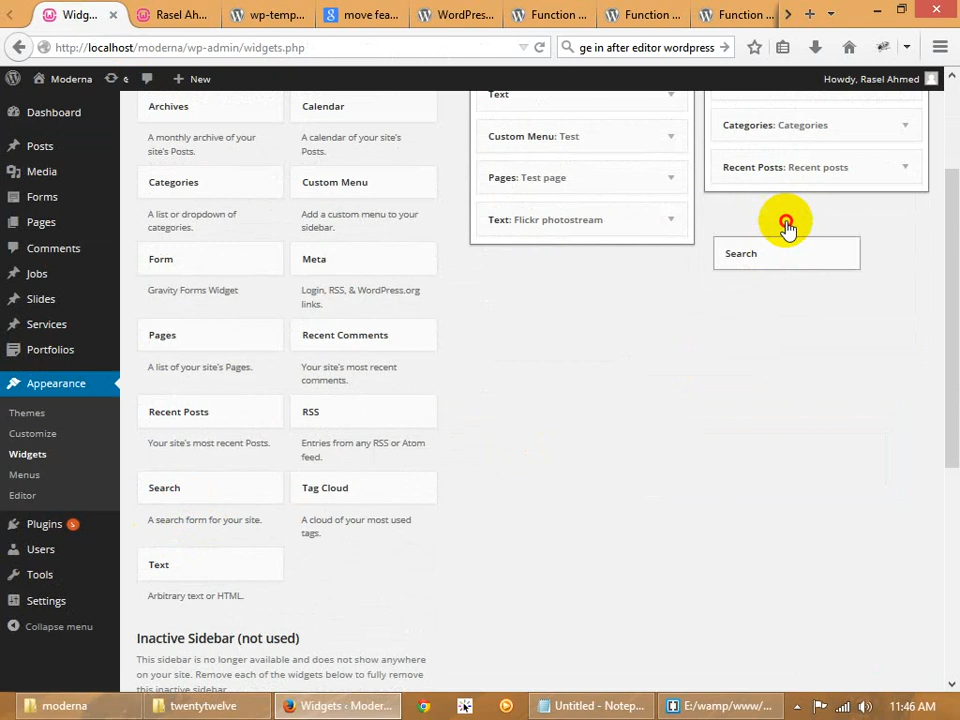 Widg...
Rasel Ah...
wp-temp...
move fea...
WordPress...
Function ...
Function ...
Function ...
http://localhost/moderna/wp-admin/widgets.php
ge in after editor wordpress
Moderna
6
New
Howdy, Rasel Ahmed
Dashboard
Posts
Media
Forms
Pages
Comments
Jobs
Slides
Services
Portfolios
Appearance
Themes
Customize
Widgets
Menus
Editor
Plugins 5
Users
Tools
Settings
Collapse menu
Archives
A monthly archive of your
site's Posts.
Calendar
A calendar of your site's
Posts.
Categories
A list or dropdown of
categories.
Custom Menu
Add a custom menu to your
sidebar.
Form
Gravity Forms Widget
Meta
Login, RSS, & WordPress.org
links.
Pages
A list of your site's Pages.
Recent Comments
Your site's most recent
comments.
Recent Posts
Your site's most recent Posts.
RSS
Entries from any RSS or Atom
feed.
Search
A search form for your site.
Tag Cloud
A cloud of your most used
tags.
Text
Arbitrary text or HTML.
Inactive Sidebar (not used)
This sidebar is no longer available and does not show anywhere
on your site. Remove each of the widgets below to fully remove
this inactive sidebar.
Text
Custom Menu: Test
Pages: Test page
Text: Flickr photostream
Categories: Categories
Recent Posts: Recent posts
Search
moderna
twentytwelve
Widgets ‹ Moder...
Untitled - Notep...
E:/wamp/www/...
11:46 AM